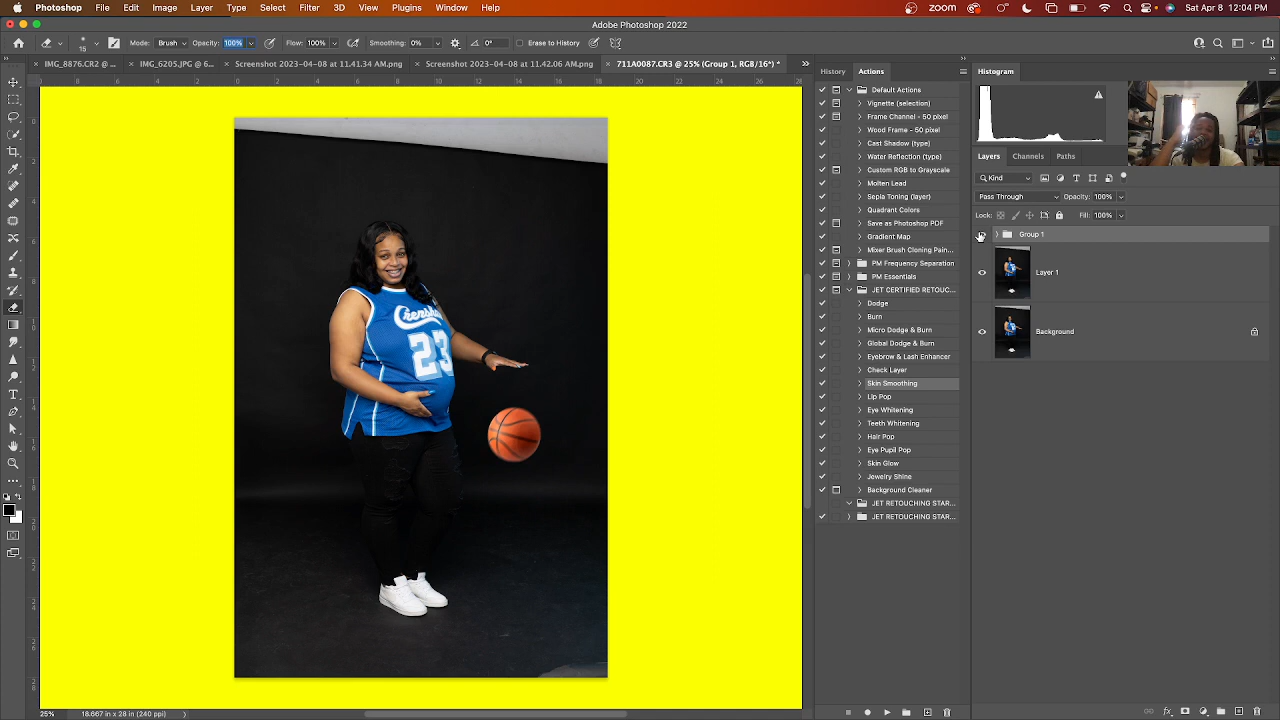 Photoshop File Edit Image Layer Type Select Filter 3D View Plugins Window Help Sat Apr 8 12:04 PM
Adobe Photoshop 2022
15 Mode: Brush Opacity: 100% Flow: 100% Smoothing: 0% 0° Erase to History
IMG_8876.CR2 @ ... IMG_6205.JPG @ 6... Screenshot 2023-04-08 at 11.41.34 AM.png Screenshot 2023-04-08 at 11.42.06 AM.png 711A0087.CR3 @ 25% (Group 1, RGB/16*) *
History Actions
Default Actions
Vignette (selection)
Frame Channel - 50 pixel
Wood Frame - 50 pixel
Cast Shadow (type)
Water Reflection (type)
Custom RGB to Grayscale
Molten Lead
Sepia Toning (layer)
Quadrant Colors
Save as Photoshop PDF
Gradient Map
Mixer Brush Cloning Pain...
PM Frequency Separation
PM Essentials
JET CERTIFIED RETOUC...
Dodge
Burn
Micro Dodge & Burn
Global Dodge & Burn
Eyebrow & Lash Enhancer
Check Layer
Skin Smoothing
Lip Pop
Eye Whitening
Teeth Whitening
Hair Pop
Eye Pupil Pop
Skin Glow
Jewelry Shine
Background Cleaner
JET RETOUCHING STAR...
JET RETOUCHING STAR...
Histogram
Layers Channels Paths
Kind
Pass Through Opacity: 100%
Lock: Fill: 100%
Group 1
Layer 1
Background
23
25% 18.667 in x 28 in (240 ppi)